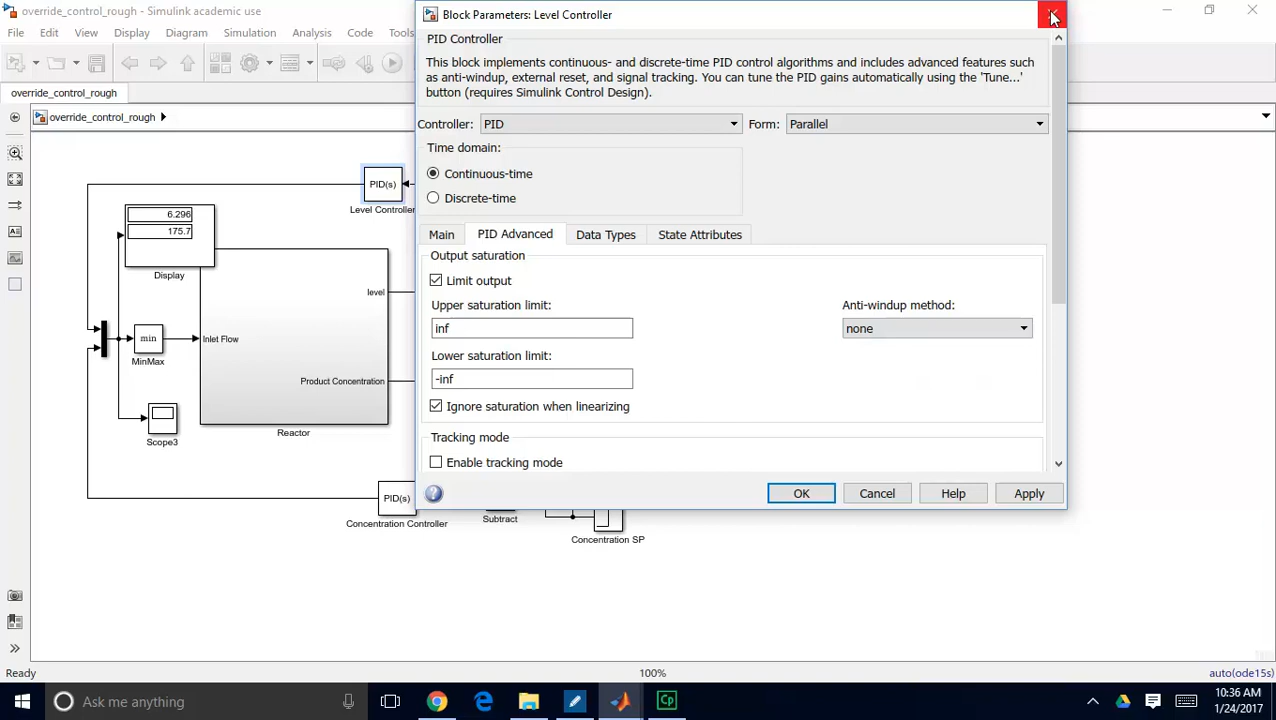 override_control_rough - Simulink academic use
File Edit View Display Diagram Simulation Analysis Code Tools
override_control_rough
override_control_rough
Block Parameters: Level Controller
PID Controller
This block implements continuous- and discrete-time PID control algorithms and includes advanced features such
as anti-windup, external reset, and signal tracking. You can tune the PID gains automatically using the 'Tune...'
button (requires Simulink Control Design).
Controller: PID
Form: Parallel
Time domain:
Continuous-time
Discrete-time
Main
PID Advanced
Data Types
State Attributes
Output saturation
Limit output
Upper saturation limit:
Anti-windup method:
inf
none
Lower saturation limit:
-inf
Ignore saturation when linearizing
Tracking mode
Enable tracking mode
OK
Cancel
Help
Apply
PID(s)
Level Controller
6.296
175.7
Display
level
min
MinMax
Inlet Flow
Product Concentration
Scope3
Reactor
PID(s)
Concentration Controller
Subtract
Concentration SP
Ready
100%
auto(ode15s)
Ask me anything
Cp
10:36 AM
1/24/2017